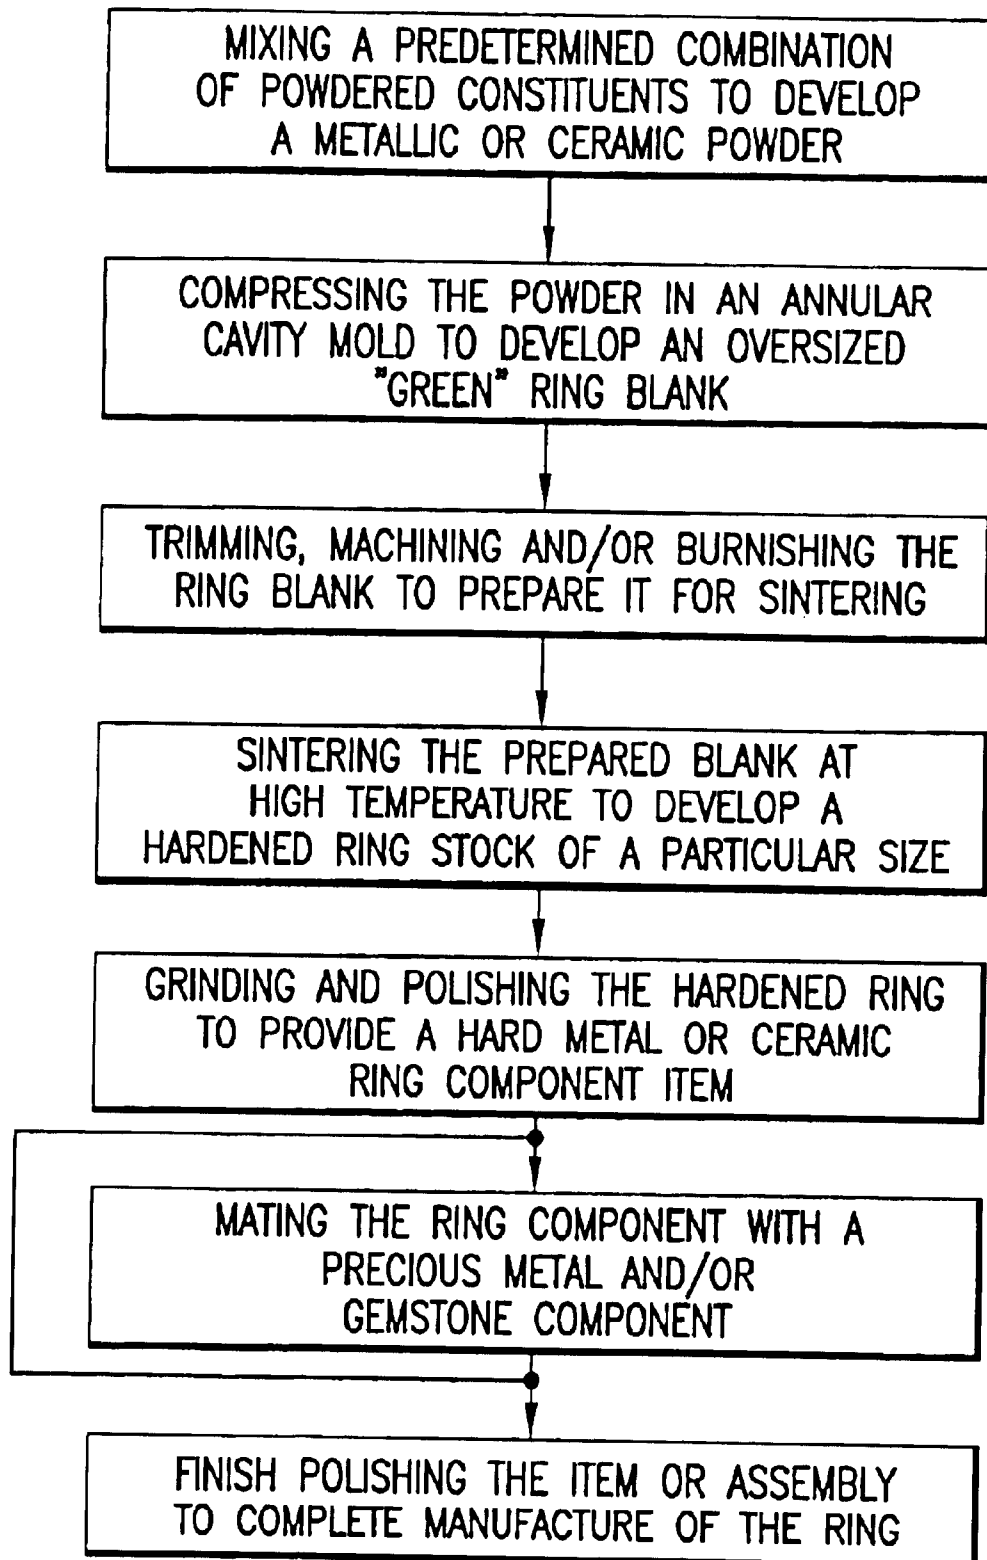 MIXING A PREDETERMINED COMBINATION
OF POWDERED CONSTITUENTS TO DEVELOP
A METALLIC OR CERAMIC POWDER
COMPRESSING THE POWDER IN AN ANNULAR
CAVITY MOLD TO DEVELOP AN OVERSIZED
"GREEN" RING BLANK
TRIMMING, MACHINING AND/OR BURNISHING THE
RING BLANK TO PREPARE IT FOR SINTERING
SINTERING THE PREPARED BLANK AT
HIGH TEMPERATURE TO DEVELOP A
HARDENED RING STOCK OF A PARTICULAR SIZE
GRINDING AND POLISHING THE HARDENED RING
TO PROVIDE A HARD METAL OR CERAMIC
RING COMPONENT ITEM
MATING THE RING COMPONENT WITH A
PRECIOUS METAL AND/OR
GEMSTONE COMPONENT
FINISH POLISHING THE ITEM OR ASSEMBLY
TO COMPLETE MANUFACTURE OF THE RING